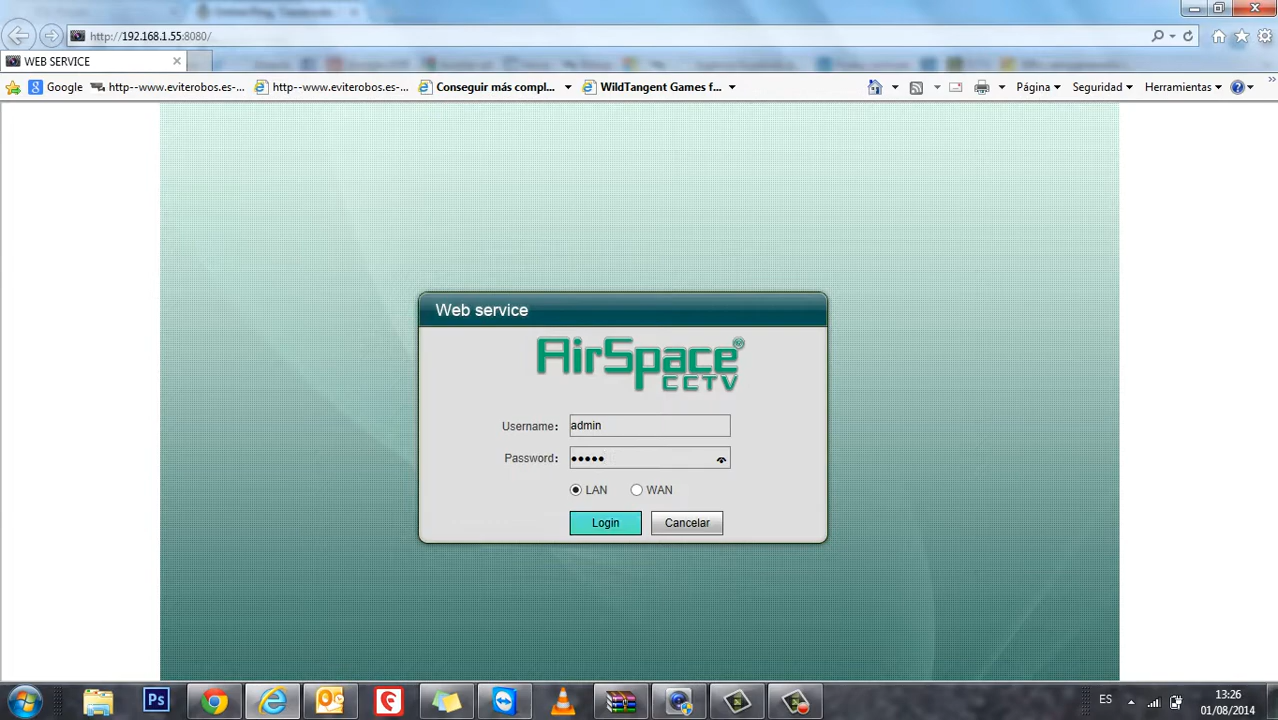 http://192.168.1.55:8080/
WEB SERVICE
Google http--www.eviterobos.es-... http--www.eviterobos.es-... Conseguir más compl... WildTangent Games f... Página Seguridad Herramientas
Web service
AirSpace®
CCTV
Username: admin
Password: •••••
LAN WAN
Login Cancelar
Ps ES 13:26
01/08/2014